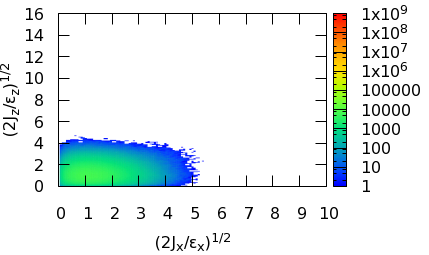 16
14
12
10
8
6
4
2
0
(2J_z/ε_z)^1/2
0 1 2 3 4 5 6 7 8 9 10
(2J_x/ε_x)^1/2
1x10^9
1x10^8
1x10^7
1x10^6
100000
10000
1000
100
10
1